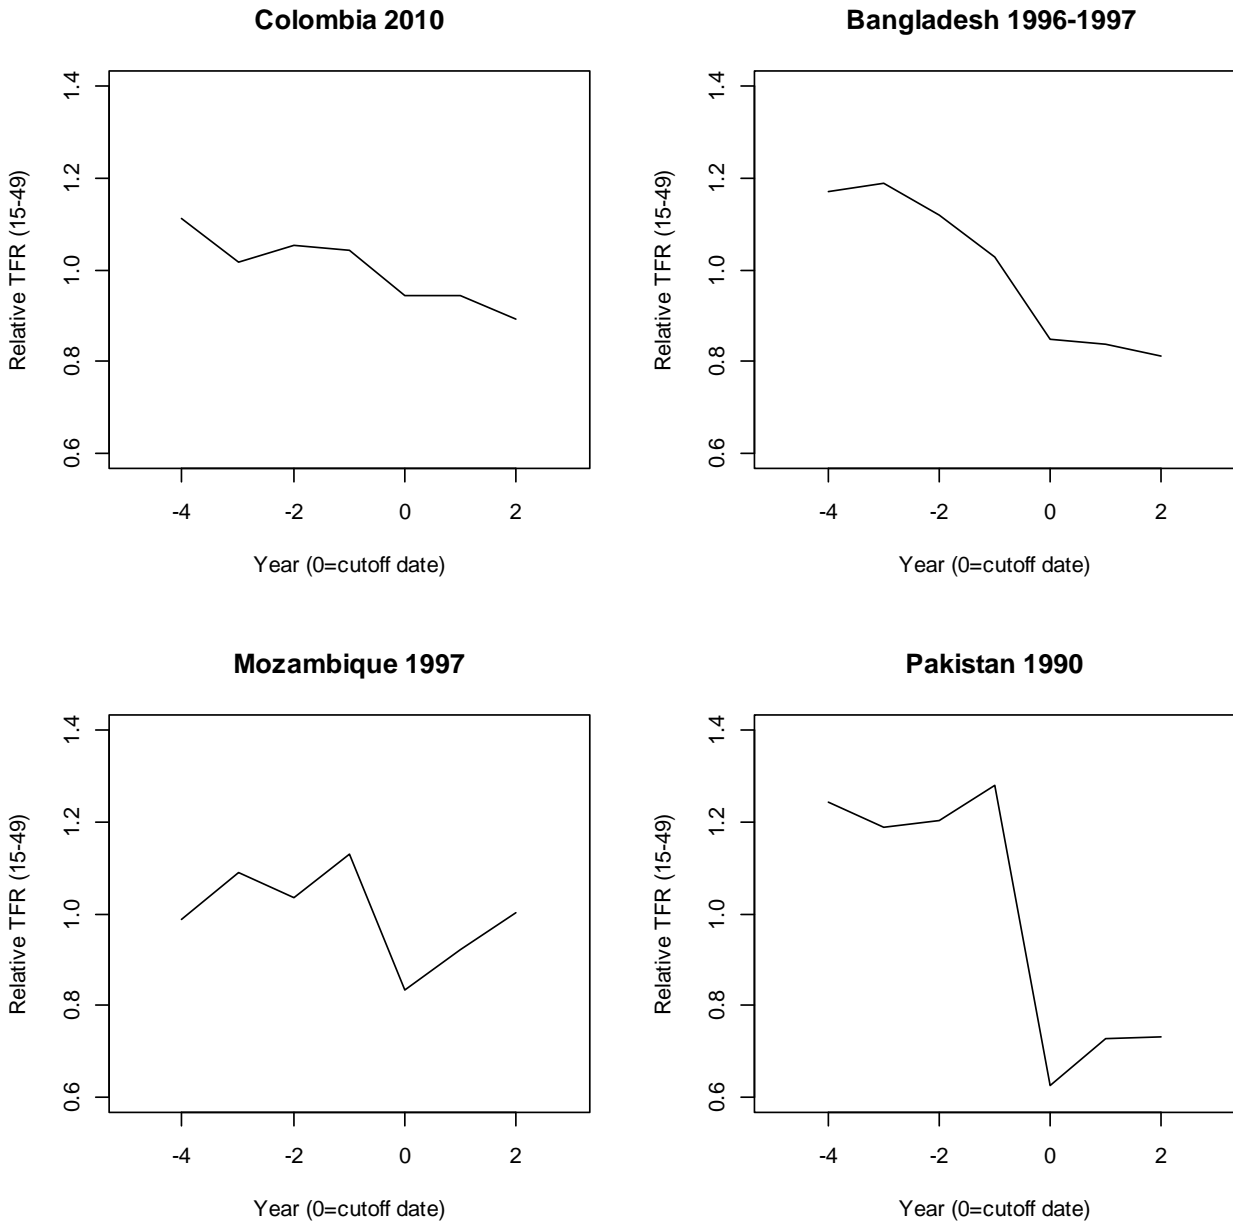 Colombia 2010
Relative TFR (15-49)
1.4
1.2
1.0
0.8
0.6
-4 -2 0 2
Year (0=cutoff date)
Bangladesh 1996-1997
Relative TFR (15-49)
1.4
1.2
1.0
0.8
0.6
-4 -2 0 2
Year (0=cutoff date)
Mozambique 1997
Relative TFR (15-49)
1.4
1.2
1.0
0.8
0.6
-4 -2 0 2
Year (0=cutoff date)
Pakistan 1990
Relative TFR (15-49)
1.4
1.2
1.0
0.8
0.6
-4 -2 0 2
Year (0=cutoff date)